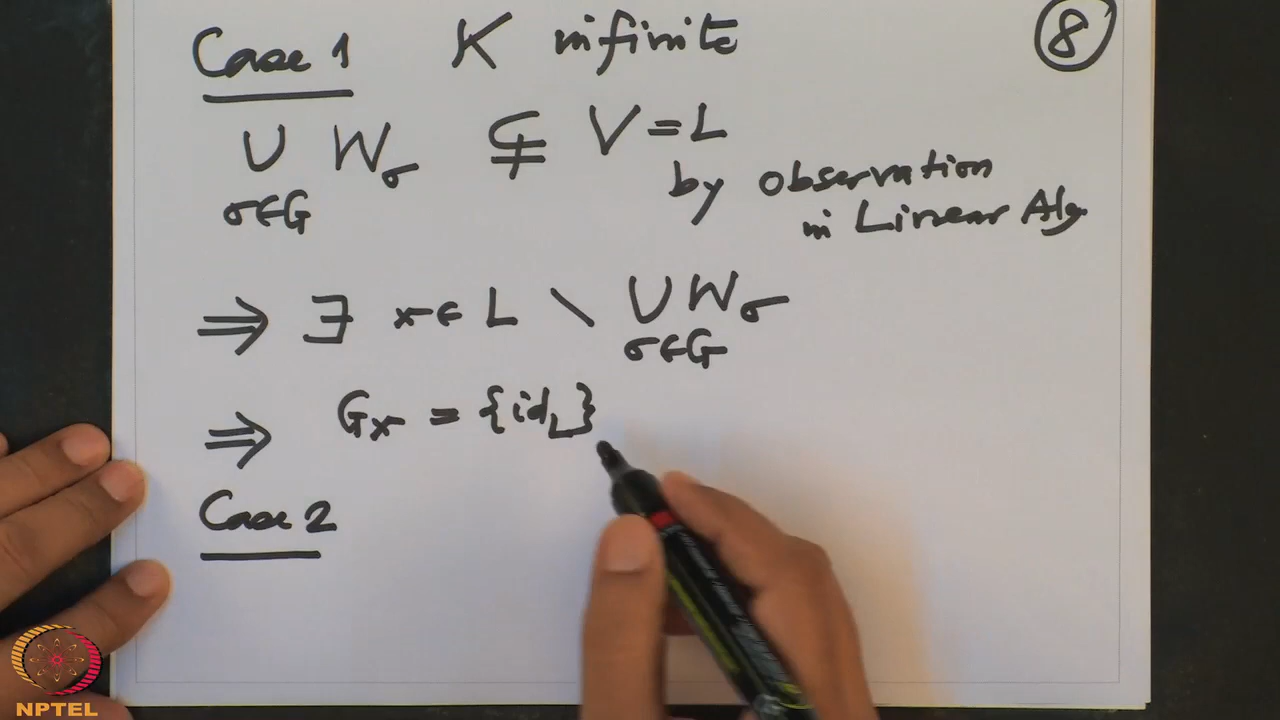 Case 1 K infinite
8
∪ W_σ ⊊ V = L
σ∈G
by observation
in Linear Alg.
⇒ ∃ x ∈ L \ ∪ W_σ
σ∈G
⇒ G_x = {id_L}
Case 2
NPTEL